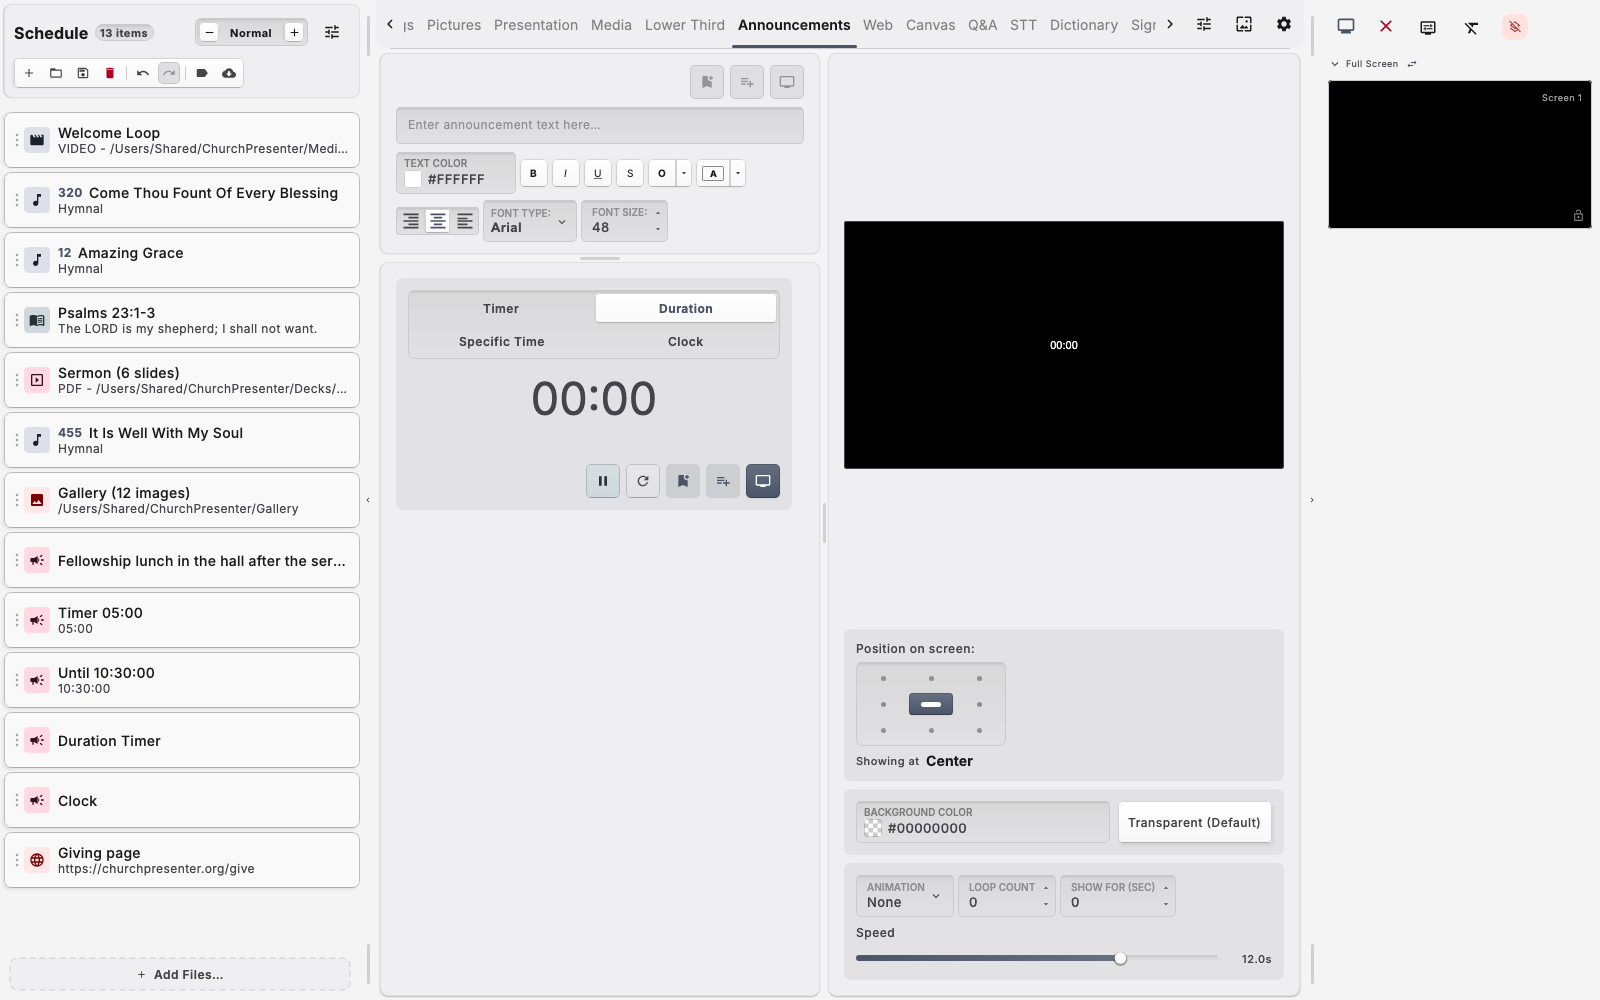 Schedule
13 items
Normal
Welcome Loop
VIDEO - /Users/Shared/ChurchPresenter/Medi...
320 Come Thou Fount Of Every Blessing
Hymnal
12 Amazing Grace
Hymnal
Psalms 23:1-3
The LORD is my shepherd; I shall not want.
Sermon (6 slides)
PDF - /Users/Shared/ChurchPresenter/Decks/...
455 It Is Well With My Soul
Hymnal
Gallery (12 images)
/Users/Shared/ChurchPresenter/Gallery
Fellowship lunch in the hall after the ser...
Timer 05:00
05:00
Until 10:30:00
10:30:00
Duration Timer
Clock
Giving page
https://churchpresenter.org/give
Add Files...
Pictures Presentation Media Lower Third Announcements Web Canvas Q&A STT Dictionary
Enter announcement text here...
TEXT COLOR
#FFFFFF
B I U S O A
FONT TYPE:
Arial
FONT SIZE:
48
Timer
Duration
Specific Time
Clock
00:00
00:00
Position on screen:
Showing at Center
BACKGROUND COLOR
#00000000
Transparent (Default)
ANIMATION
None
LOOP COUNT
0
SHOW FOR (SEC)
0
Speed
12.0s
Full Screen
Screen 1